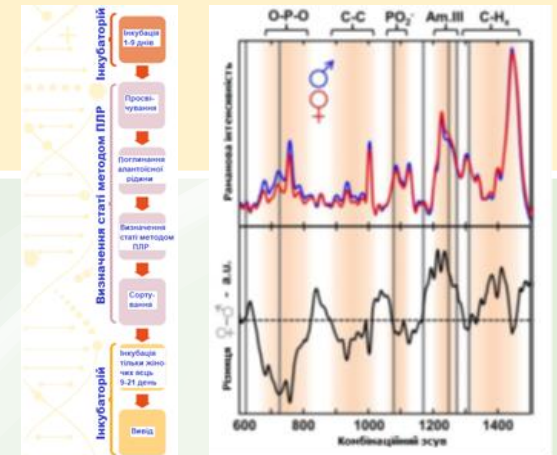 Інкубаторій
Інкубація
1-9 днів
Визначення статі методом ПЛР
Просві-
чування
Поглинання
алантоїсної
рідини
Визначення
статі методом
ПЛР
Сорту-
вання
Інкубаторій
Інкубація
тільки жіно-
чих яєць
9-21 день
Вивід
O-P-O
C-C
PO₂⁻
Am.III
C-Hₓ
Раманова інтенсивність
♂
♀
Різниця ♀-♂ - a.u.
600 800 1000 1200 1400
Комбінаційний зсув